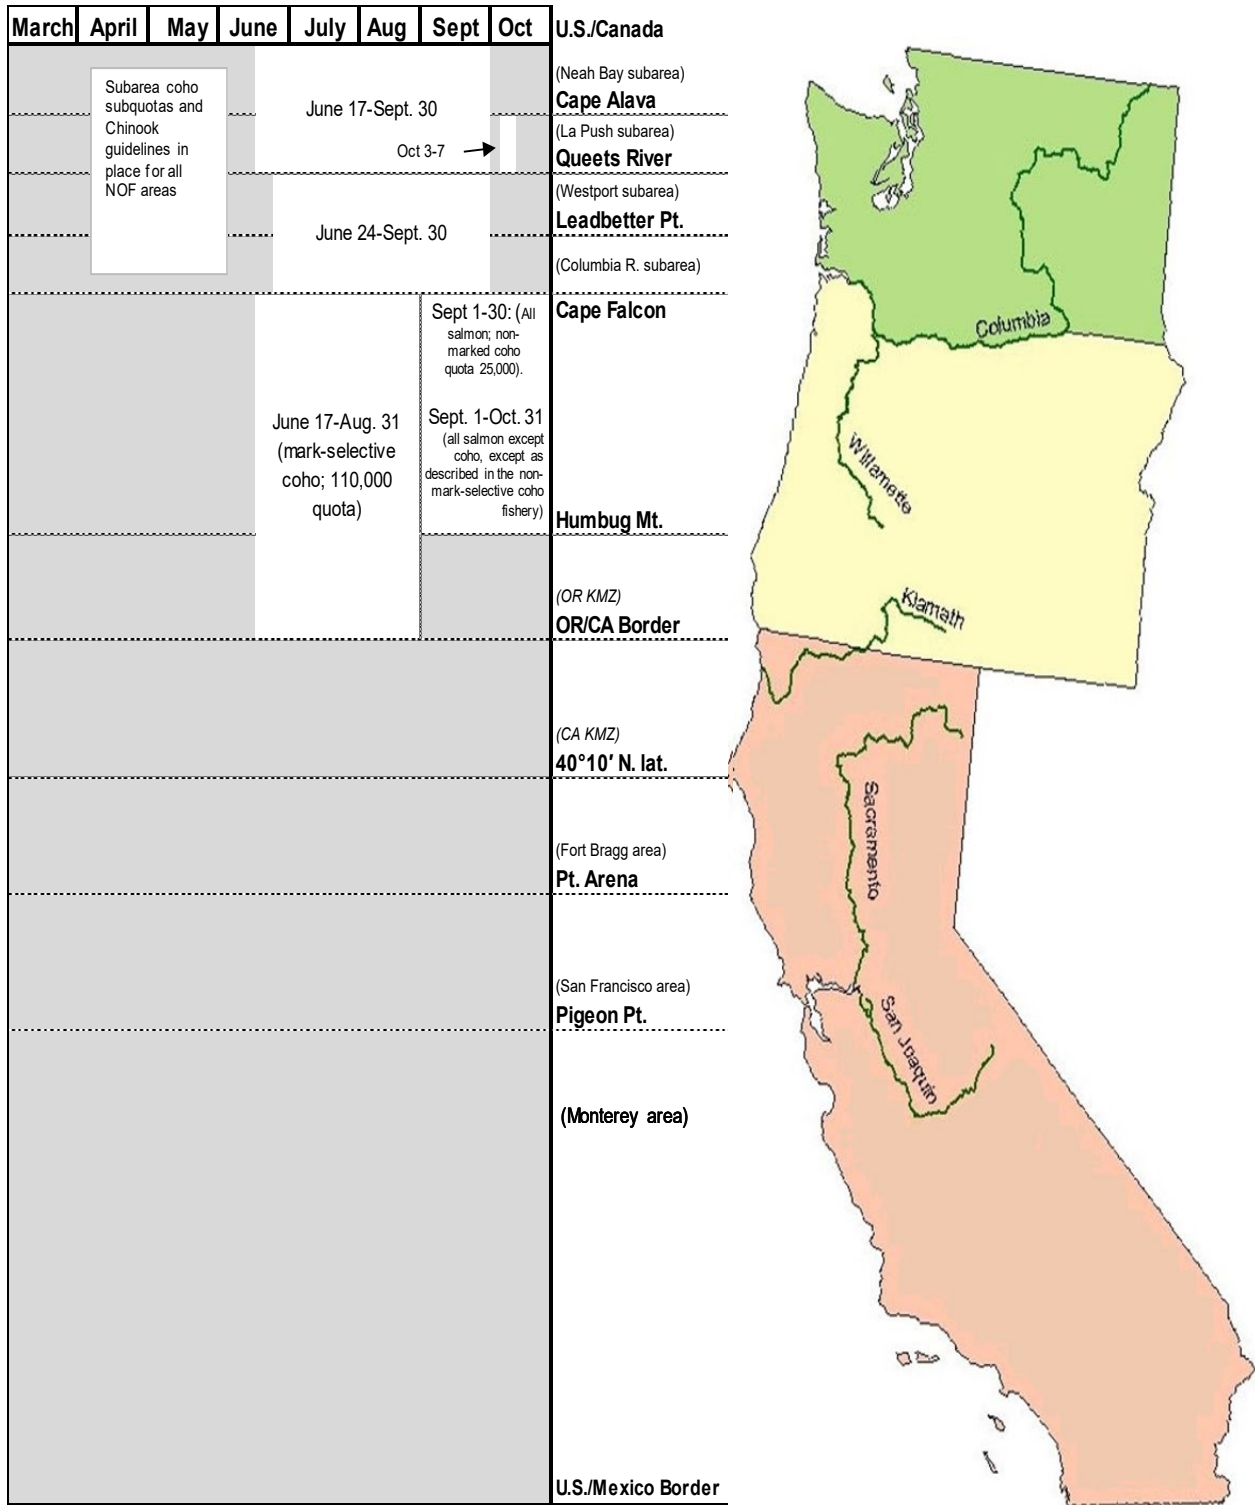 March April May June July Aug Sept Oct
U.S./Canada
(Neah Bay subarea)
Cape Alava
(La Push subarea)
Queets River
(Westport subarea)
Leadbetter Pt.
(Columbia R. subarea)
Cape Falcon
Humbug Mt.
(OR KMZ)
OR/CA Border
(CA KMZ)
40°10′ N. lat.
(Fort Bragg area)
Pt. Arena
(San Francisco area)
Pigeon Pt.
(Monterey area)
U.S./Mexico Border
Subarea coho
subquotas and
Chinook
guidelines in
place for all
NOF areas
June 17-Sept. 30
Oct 3-7
June 24-Sept. 30
June 17-Aug. 31
(mark-selective
coho; 110,000
quota)
Sept 1-30: (All
salmon; non-
marked coho
quota 25,000).
Sept. 1-Oct. 31
(all salmon except
coho, except as
described in the non-
mark-selective coho
fishery)
Columbia
Willamette
Klamath
Sacramento
San Joaquin